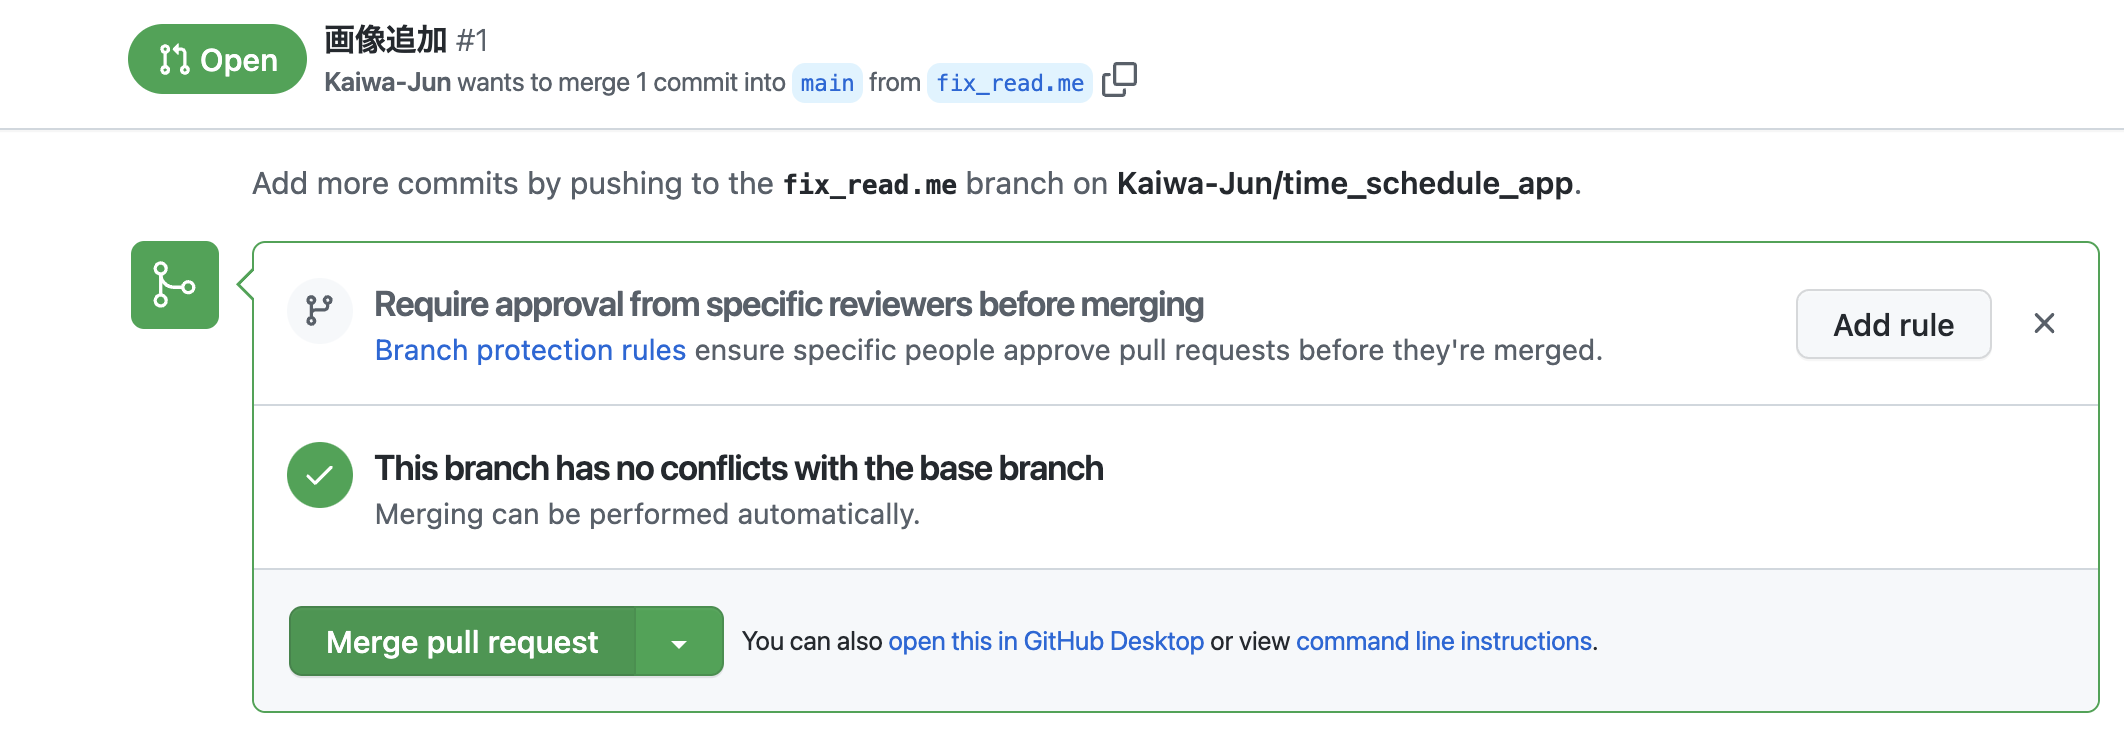 Open
画像追加 #1
Kaiwa-Jun wants to merge 1 commit into main from fix_read.me
Add more commits by pushing to the fix_read.me branch on Kaiwa-Jun/time_schedule_app.
Require approval from specific reviewers before merging
Branch protection rules ensure specific people approve pull requests before they're merged.
Add rule
This branch has no conflicts with the base branch
Merging can be performed automatically.
Merge pull request
You can also open this in GitHub Desktop or view command line instructions.